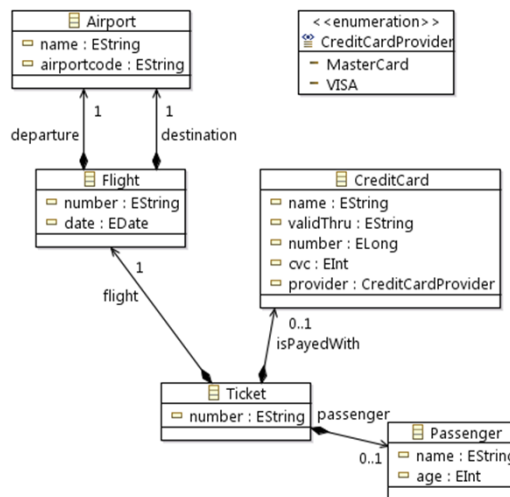 Airport
name : EString
airportcode : EString
<<enumeration>>
CreditCardProvider
MasterCard
VISA
1
1
departure
destination
Flight
number : EString
date : EDate
CreditCard
name : EString
validThru : EString
number : ELong
cvc : EInt
provider : CreditCardProvider
1
flight
0..1
isPayedWith
Ticket
number : EString
passenger
0..1
Passenger
name : EString
age : EInt